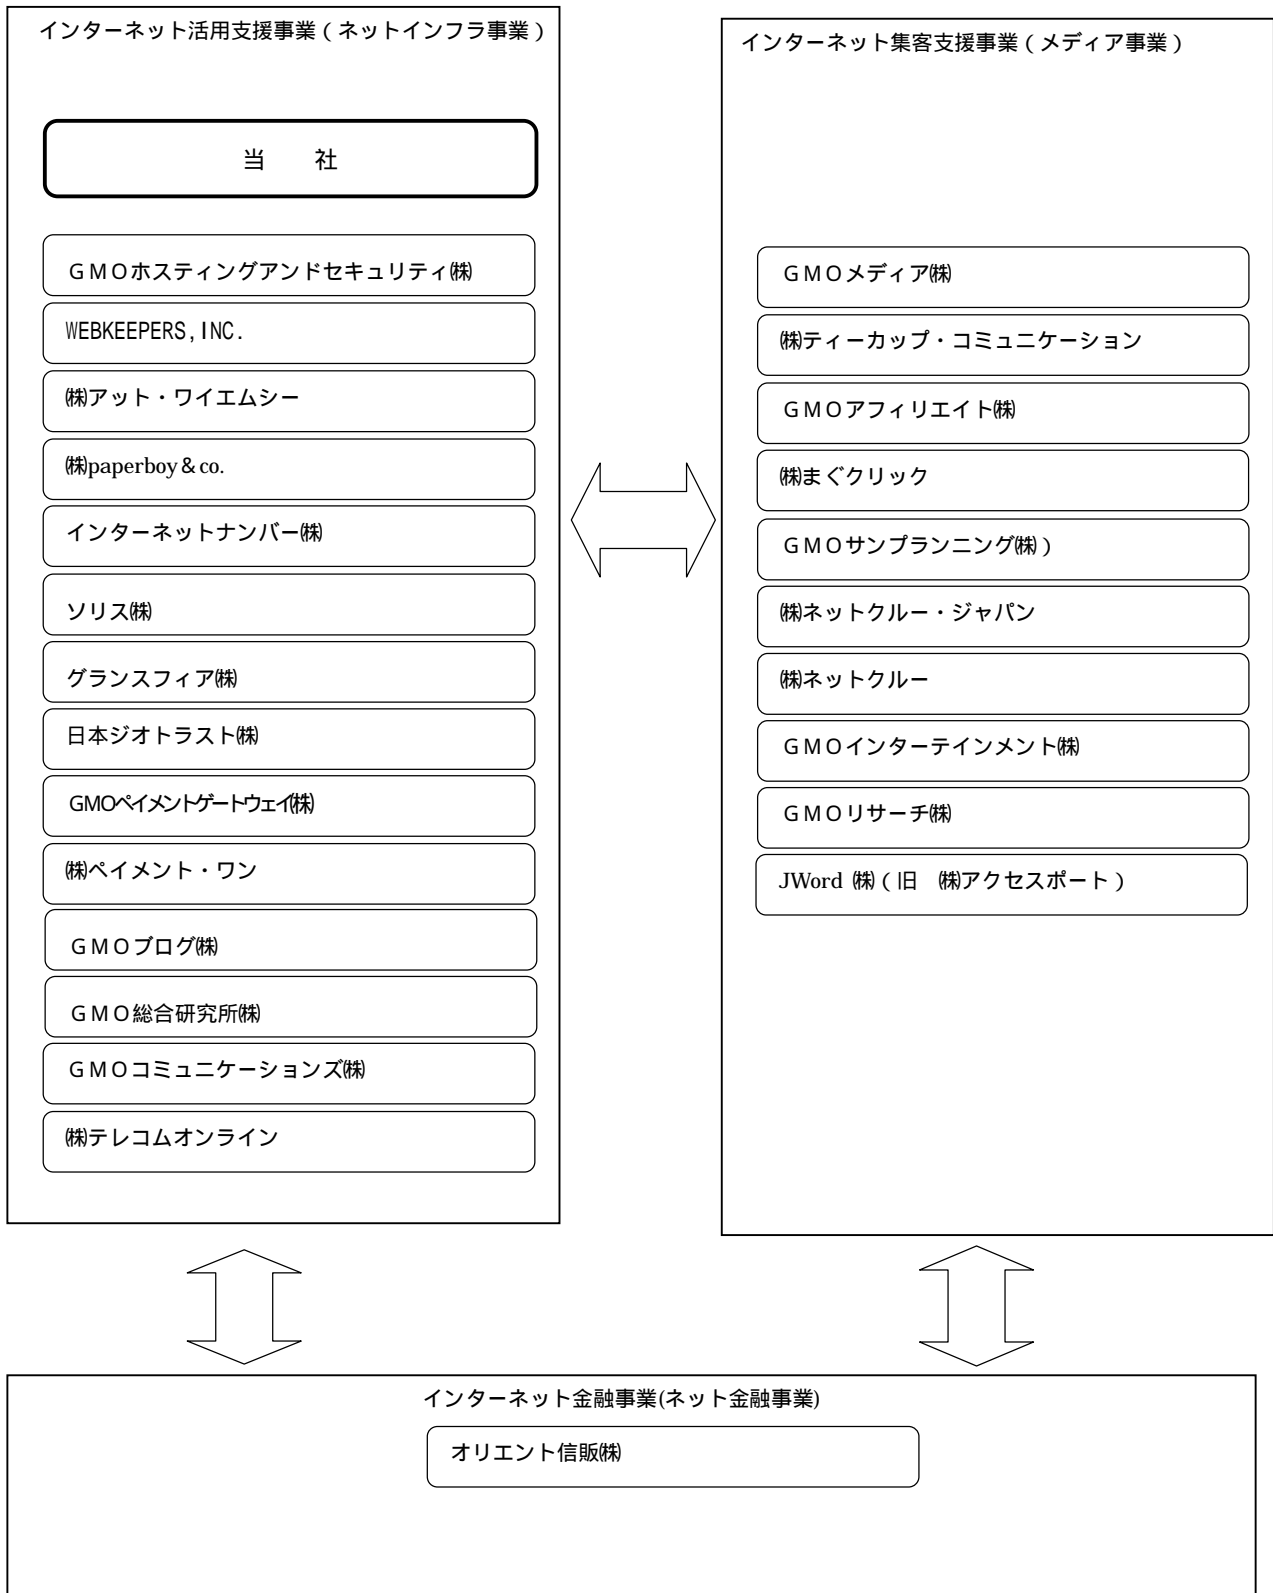 インターネット活用支援事業（ネットインフラ事業）
当　　社
ＧＭＯホスティングアンドセキュリティ㈱
WEBKEEPERS,INC.
㈱アット・ワイエムシー
㈱paperboy＆co.
インターネットナンバー㈱
ソリス㈱
グランスフィア㈱
日本ジオトラスト㈱
GMOペイメントゲートウェイ㈱
㈱ペイメント・ワン
ＧＭＯブログ㈱
ＧＭＯ総合研究所㈱
ＧＭＯコミュニケーションズ㈱
㈱テレコムオンライン
インターネット集客支援事業（メディア事業）
ＧＭＯメディア㈱
㈱ティーカップ・コミュニケーション
ＧＭＯアフィリエイト㈱
㈱まぐクリック
ＧＭＯサンプランニング㈱）
㈱ネットクルー・ジャパン
㈱ネットクルー
ＧＭＯインターテインメント㈱
ＧＭＯリサーチ㈱
JWord ㈱（旧　㈱アクセスポート）
インターネット金融事業(ネット金融事業)
オリエント信販㈱